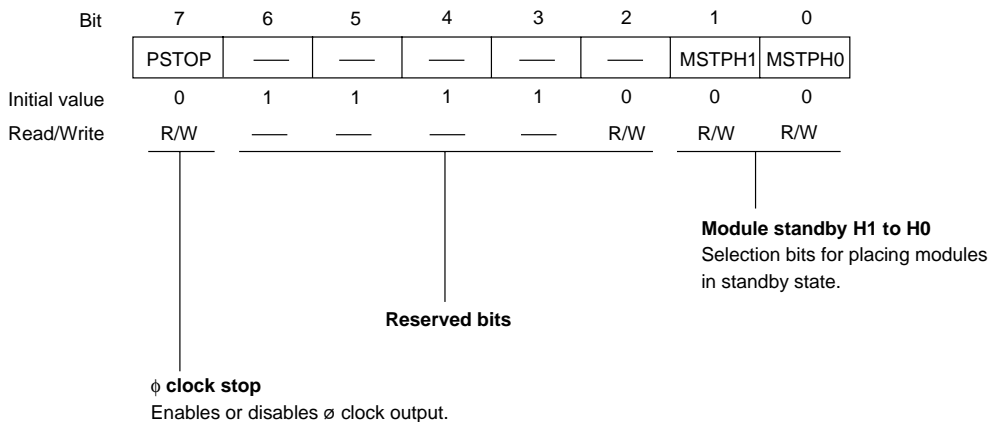 Bit 7 6 5 4 3 2 1 0
PSTOP — — — — — MSTPH1 MSTPH0
Initial value 0 1 1 1 1 0 0 0
Read/Write R/W — — — — R/W R/W R/W
Module standby H1 to H0
Selection bits for placing modules
in standby state.
Reserved bits
ϕ clock stop
Enables or disables ø clock output.